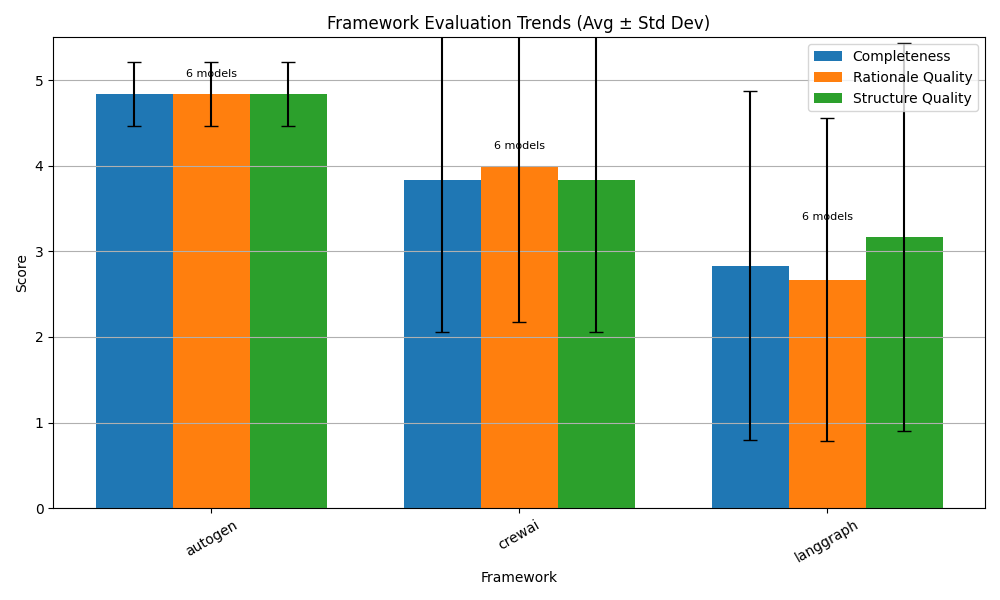 Framework Evaluation Trends (Avg ± Std Dev)
Completeness
Rationale Quality
Structure Quality
6 models
6 models
6 models
5
4
3
2
1
0
Score
autogen
crewai
langgraph
Framework